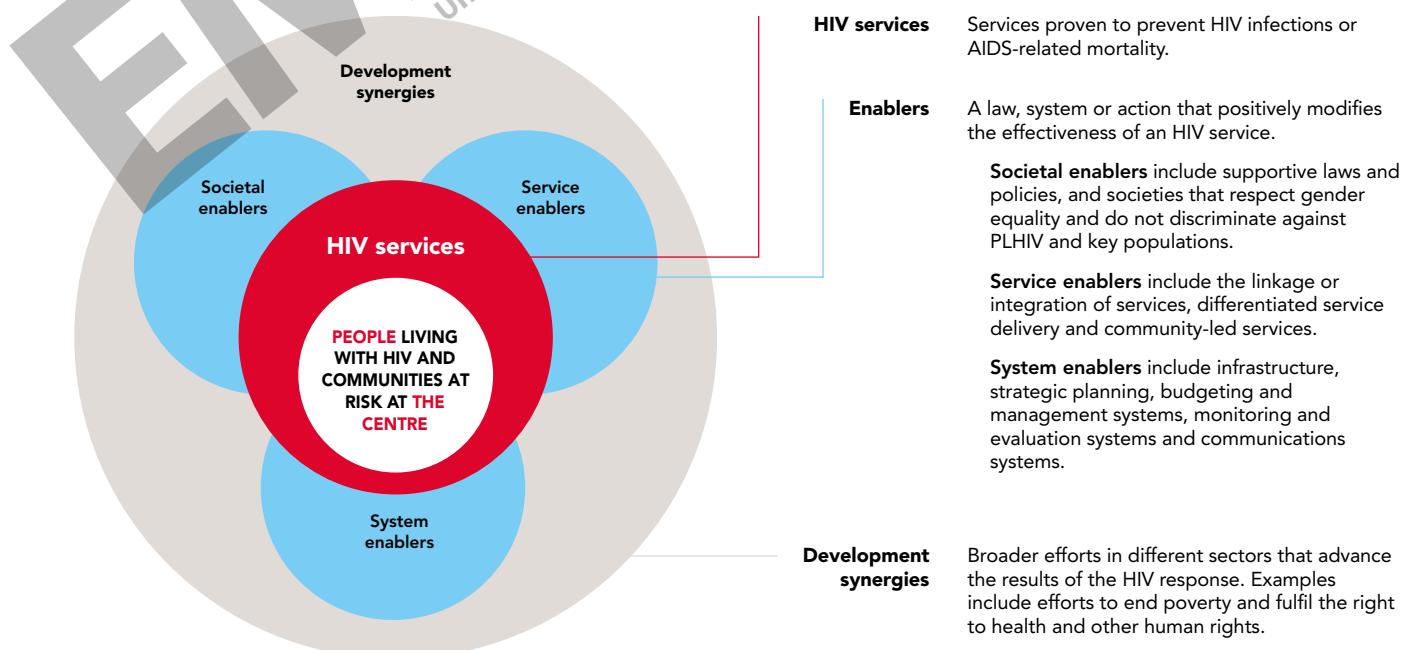 Development
synergies
Societal
enablers
Service
enablers
HIV services
PEOPLE LIVING
WITH HIV AND
COMMUNITIES AT
RISK AT THE
CENTRE
System
enablers
HIV services
Services proven to prevent HIV infections or
AIDS-related mortality.
Enablers
A law, system or action that positively modifies
the effectiveness of an HIV service.
Societal enablers include supportive laws and
policies, and societies that respect gender
equality and do not discriminate against
PLHIV and key populations.
Service enablers include the linkage or
integration of services, differentiated service
delivery and community-led services.
System enablers include infrastructure,
strategic planning, budgeting and
management systems, monitoring and
evaluation systems and communications
systems.
Development
synergies
Broader efforts in different sectors that advance
the results of the HIV response. Examples
include efforts to end poverty and fulfil the right
to health and other human rights.